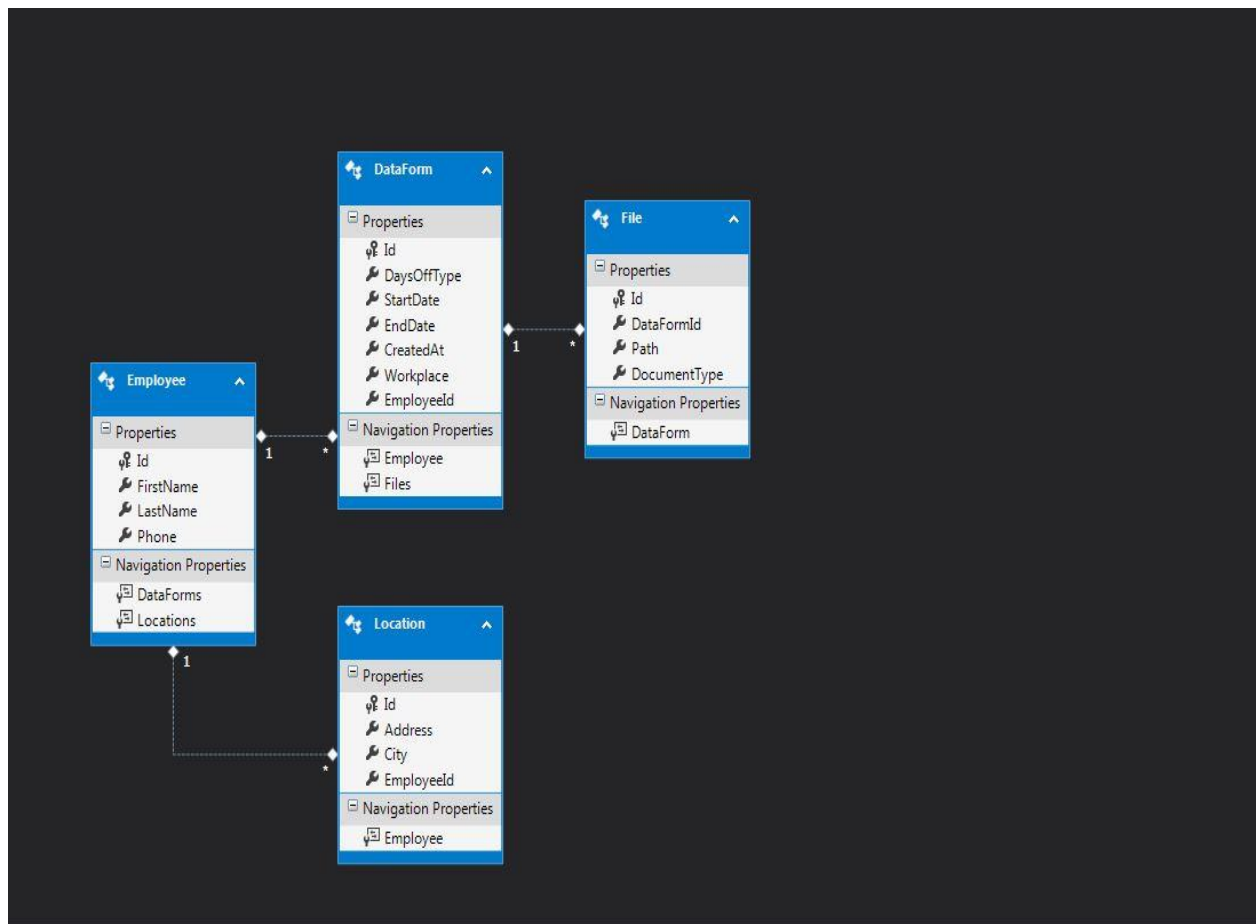 DataForm
Properties
Id
DaysOffType
StartDate
EndDate
CreatedAt
Workplace
EmployeeId
Navigation Properties
Employee
Files
File
Properties
Id
DataFormId
Path
DocumentType
Navigation Properties
DataForm
1
*
Employee
Properties
Id
FirstName
LastName
Phone
Navigation Properties
DataForms
Locations
1
*
1
*
Location
Properties
Id
Address
City
EmployeeId
Navigation Properties
Employee